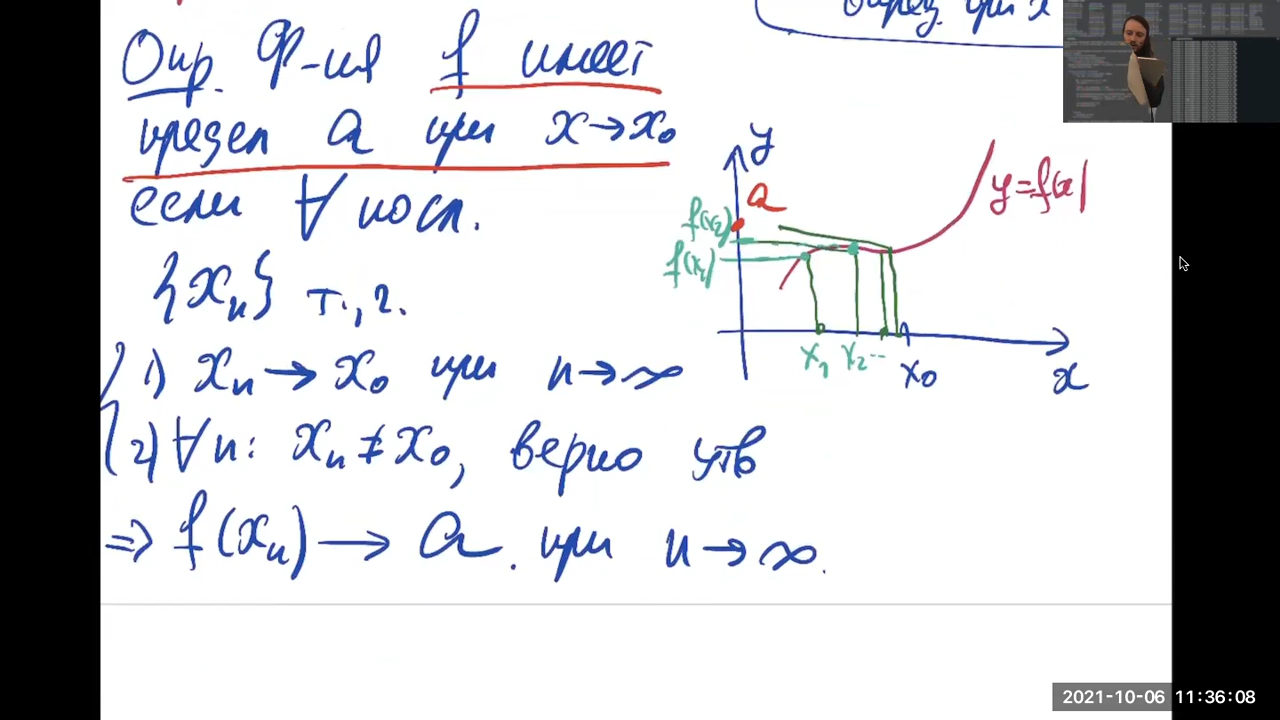 Опр. Ф-ия f имеет
предел a при x→x₀
если ∀ посл.
{xₙ} т.,ч.
1) xₙ → x₀ при n→∞
2) ∀n: xₙ ≠ x₀, верно утв
⇒ f(xₙ) → a. при n→∞.
y
a
y=f(x)
f(x₂)
f(x₁)
x₁ x₂ ··
x₀
x
2021-10-06 11:36:08